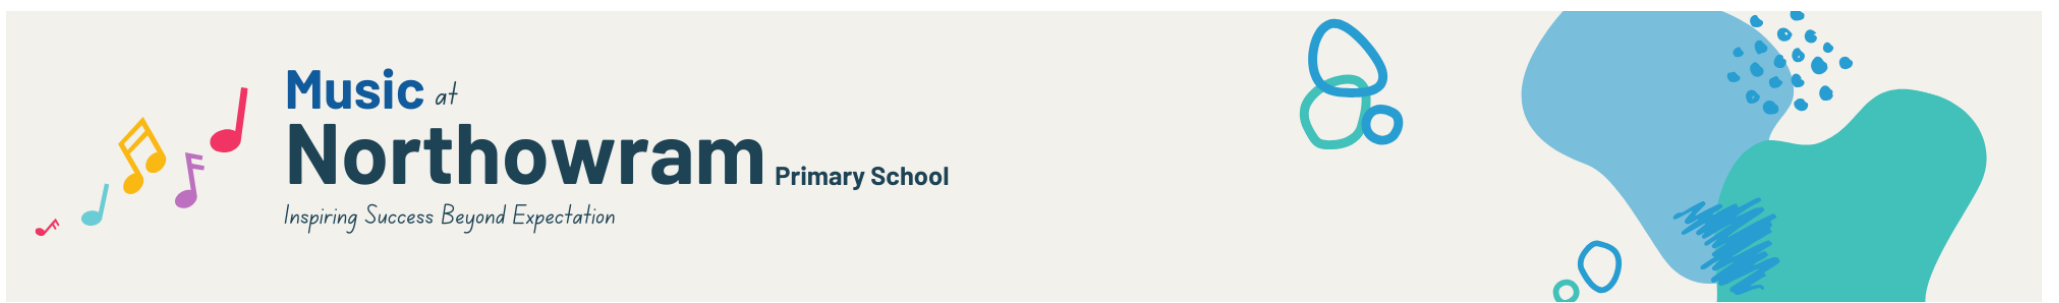 Music at
Northowram Primary School
Inspiring Success Beyond Expectation